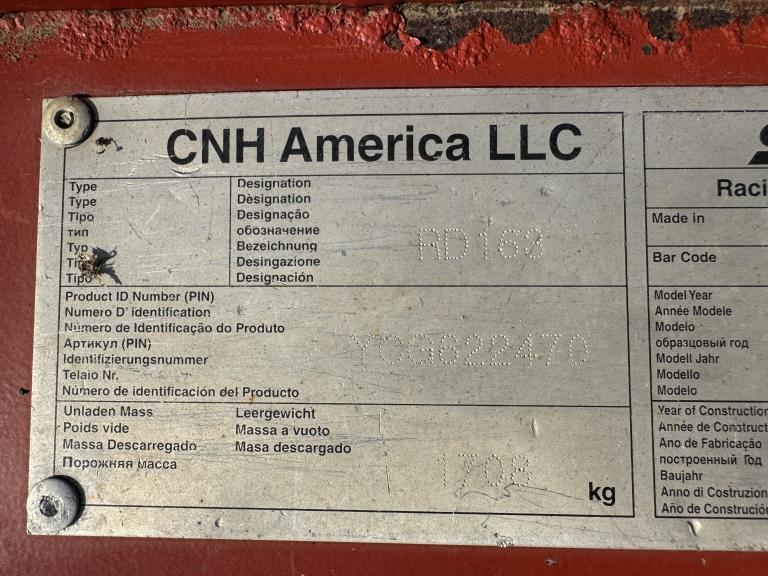 CNH America LLC
Type
Type
Tipo
тип
Typ
Tipo
Designation
Dèsignation
Designação
обозначение
Bezeichnung
Desingazione
Designación
RD163
Product ID Number (PIN)
Numero D' identification
Número de Identificação do Produto
Артикул (PIN)
Identifizierungsnummer
Telaio Nr.
Número de identificación del Producto
YCG622470
Unladen Mass
Poids vide
Massa Descarregado
Порожняя масса
Leergewicht
Massa a vuoto
Masa descargado
1708
kg
Raci
Made in
Bar Code
Model Year
Année Modele
Modelo
образцовый год
Modell Jahr
Modello
Modelo
Year of Construction
Année de Construct
Ano de Fabricação
построенный Год
Baujahr
Anno di Costruzion
Año de Construció